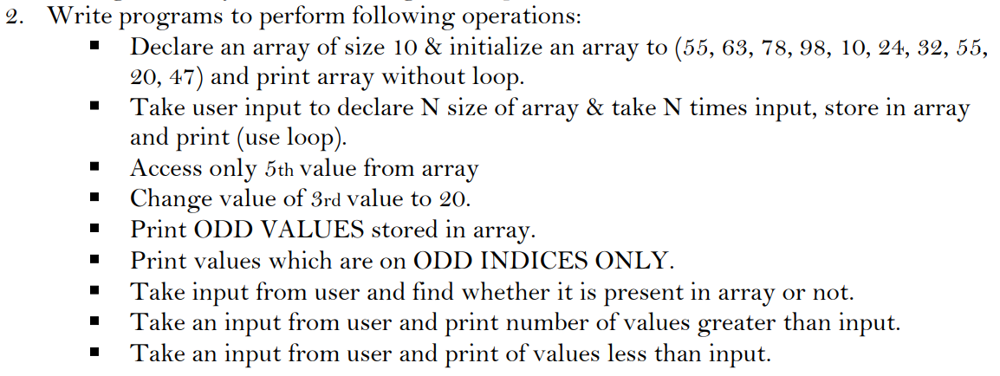 2. Write programs to perform following operations:
▪ Declare an array of size 10 & initialize an array to (55, 63, 78, 98, 10, 24, 32, 55,
20, 47) and print array without loop.
▪ Take user input to declare N size of array & take N times input, store in array
and print (use loop).
▪ Access only 5th value from array
▪ Change value of 3rd value to 20.
▪ Print ODD VALUES stored in array.
▪ Print values which are on ODD INDICES ONLY.
▪ Take input from user and find whether it is present in array or not.
▪ Take an input from user and print number of values greater than input.
▪ Take an input from user and print of values less than input.